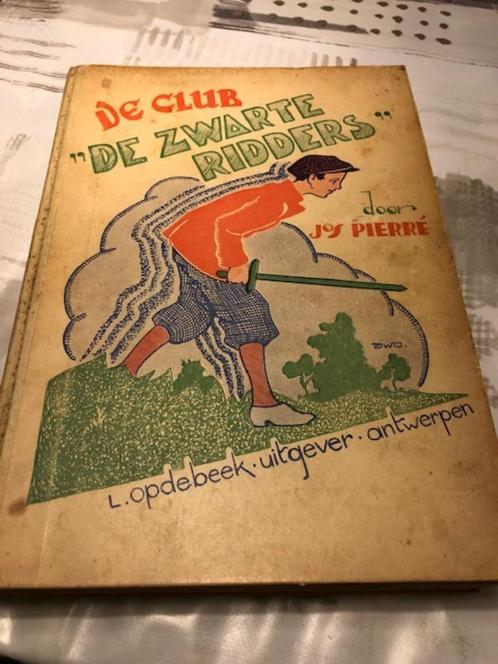 De CLUB
"DE ZWARTE
RIDDERS"
door
JOS PIERRÉ
L. opdebeek · uitgever · antwerpen